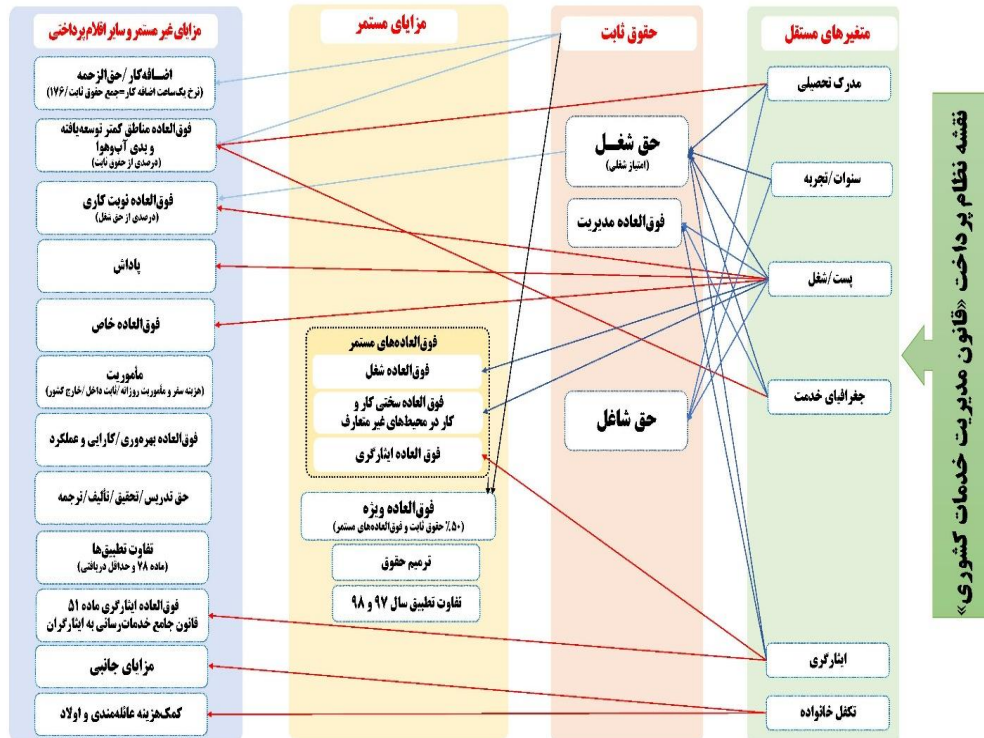 نقشه نظام پرداخت «قانون مدیریت خدمات کشوری»
متغیرهای مستقل
مدرک تحصیلی
سنوات/تجربه
پست/شغل
جغرافیای خدمت
ایثارگری
تکفل خانواده
حقوق ثابت
حق شغـــل
(امتیاز شغلی)
فوق‌العاده مدیریت
حق شاغل
مزایای مستمر
فوق‌العاده‌های مستمر
فوق‌العاده شغل
فوق‌العاده سختی کار و
کار در محیط‌های غیر متعارف
فوق العاده ایثارگری
فوق‌العاده ویژه
(۵۰٪ حقوق ثابت و فوق‌العاده‌های مستمر)
ترمیم حقوق
تفاوت تطبیق سال ۹۷ و ۹۸
مزایای غیر مستمر و سایر اقلام پرداختی
اضــافه‌کار/حق‌الزحمه
(نرخ یک‌ساعت اضافه کار=جمع حقوق ثابت/۱۷۶)
فوق‌العاده مناطق کمتر توسعه‌یافته
و بدی آب‌وهوا
(درصدی از حقوق ثابت)
فوق‌العاده نوبت کاری
(درصدی از حق شغل)
پاداش
فوق‌العاده خاص
مأموریت
(هزینه سفر و مأموریت روزانه/ثابت داخل/خارج کشور)
فوق‌العاده بهره‌وری/کارایی و عملکرد
حق تدریس/تحقیق/تألیف/ترجمه
تفاوت تطبیق‌ها
(ماده ۷۸ و حداقل دریافتی)
فوق‌العاده ایثارگری ماده ۵۱
قانون جامع خدمات‌رسانی به ایثارگران
مزایای جانبی
کمک‌هزینه عائله‌مندی و اولاد